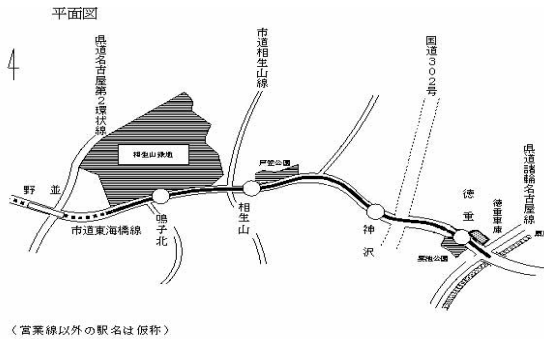 平面図
県道名古屋第2環状線
市道相生山線
国道302号
県道諸輪名古屋線
相生山緑地
戸笠公園
野並
市道東海橋線
鳴子北
相生山
神沢
徳重
徳重車庫
（営業線以外の駅名は仮称）